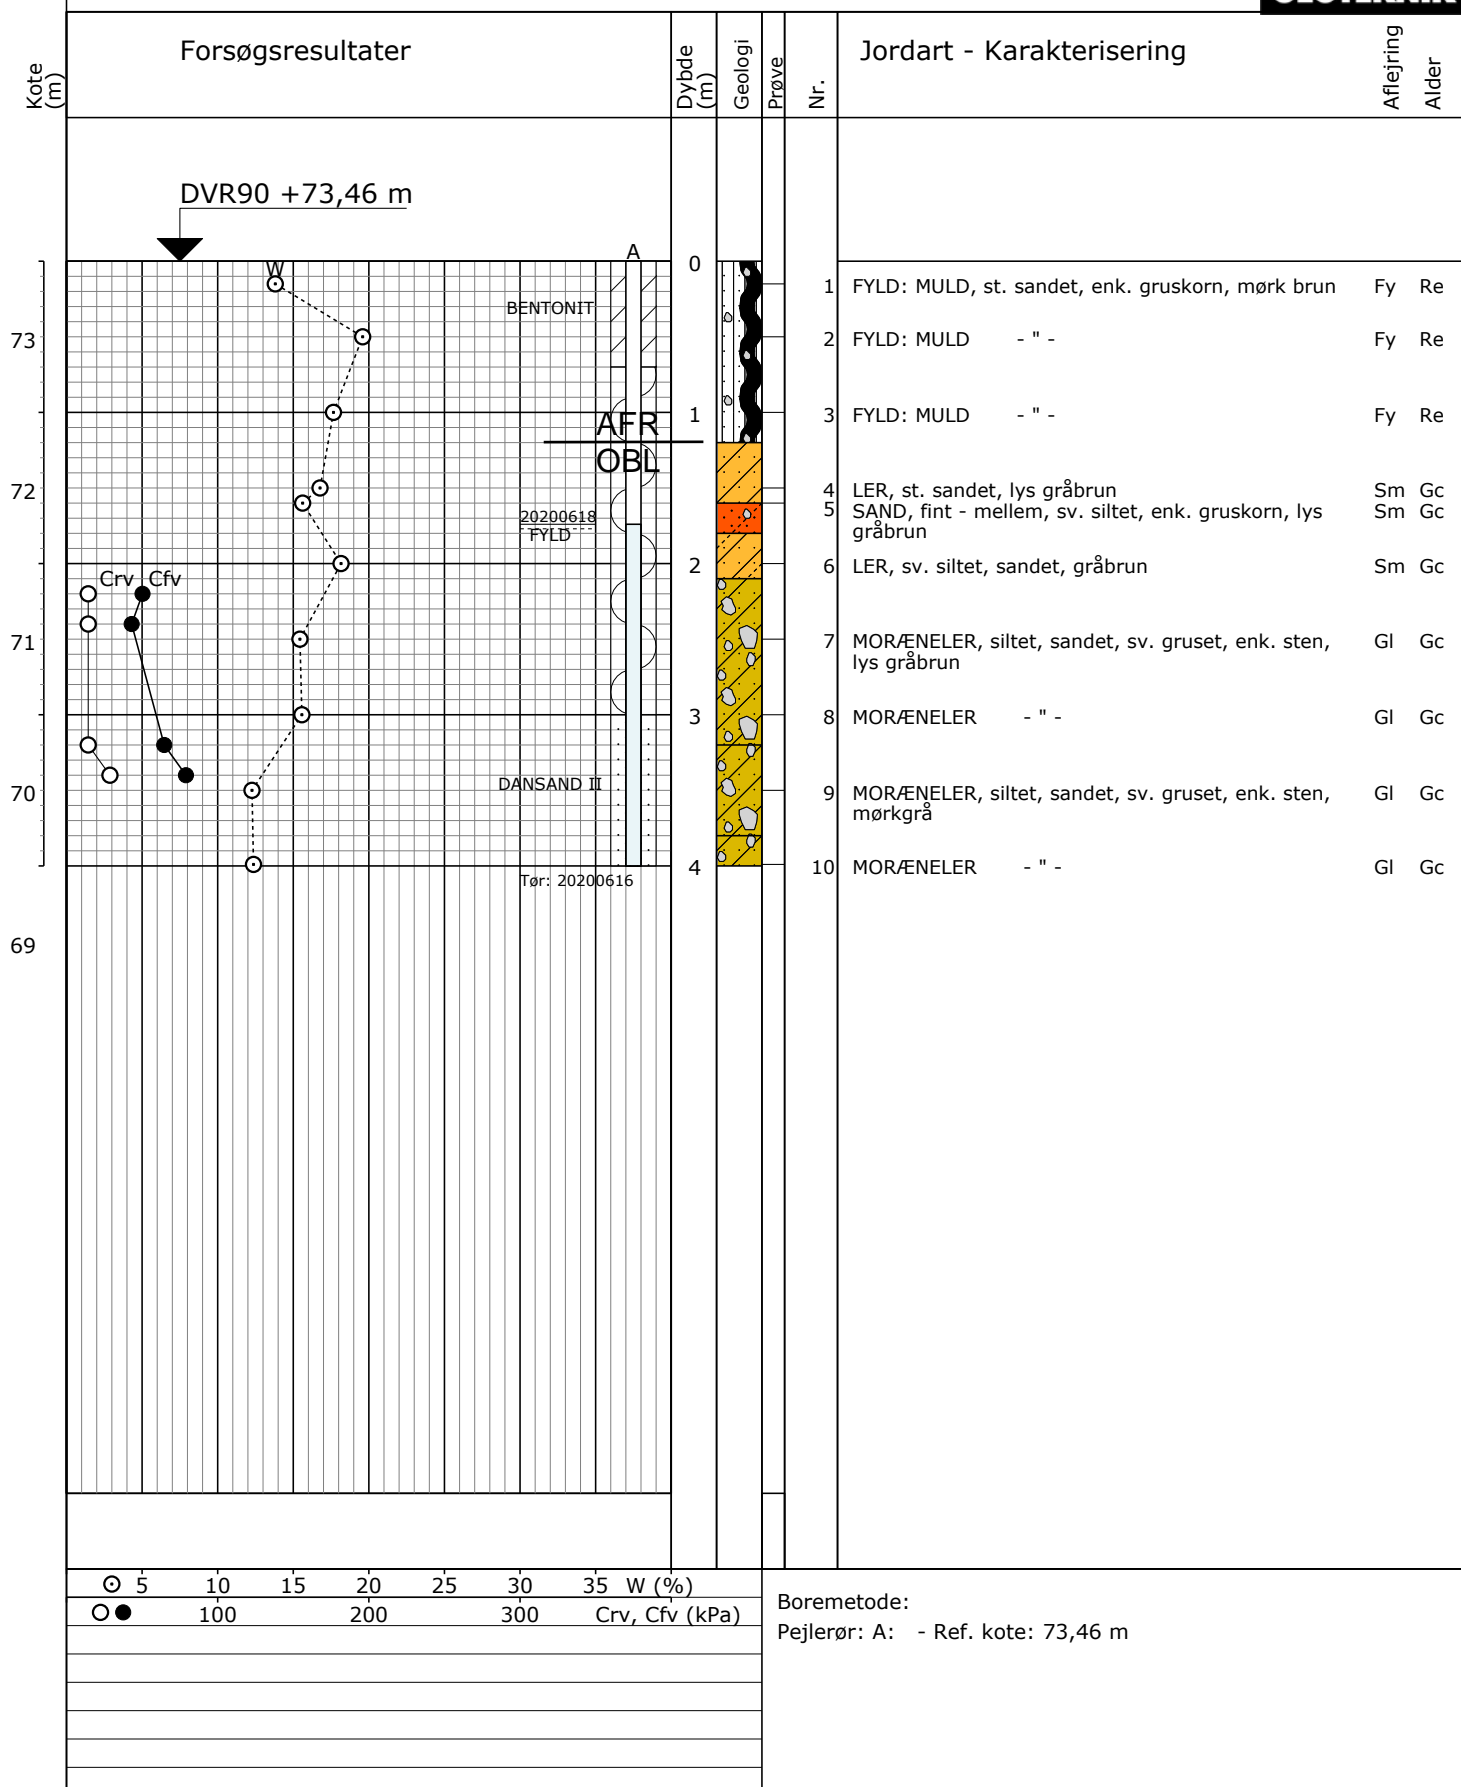 Kote (m)
Forsøgsresultater
Dybde (m)
Geologi
Prøve
Nr.
Jordart - Karakterisering
Aflejring
Alder
DVR90 +73,46 m
A
W
0
BENTONIT
1 FYLD: MULD, st. sandet, enk. gruskorn, mørk brun Fy Re
73
2 FYLD: MULD - " - Fy Re
1
3 FYLD: MULD - " - Fy Re
AFR
OBL
72
4 LER, st. sandet, lys gråbrun Sm Gc
5 SAND, fint - mellem, sv. siltet, enk. gruskorn, lys Sm Gc
gråbrun
20200618
FYLD
2
6 LER, sv. siltet, sandet, gråbrun Sm Gc
Crv Cfv
71
7 MORÆNELER, siltet, sandet, sv. gruset, enk. sten, Gl Gc
lys gråbrun
3
8 MORÆNELER - " - Gl Gc
DANSAND II
70
9 MORÆNELER, siltet, sandet, sv. gruset, enk. sten, Gl Gc
mørkgrå
4
10 MORÆNELER - " - Gl Gc
Tør: 20200616
69
5 10 15 20 25 30 35 W (%)
100 200 300 Crv, Cfv (kPa)
Boremetode:
Pejlerør: A: - Ref. kote: 73,46 m